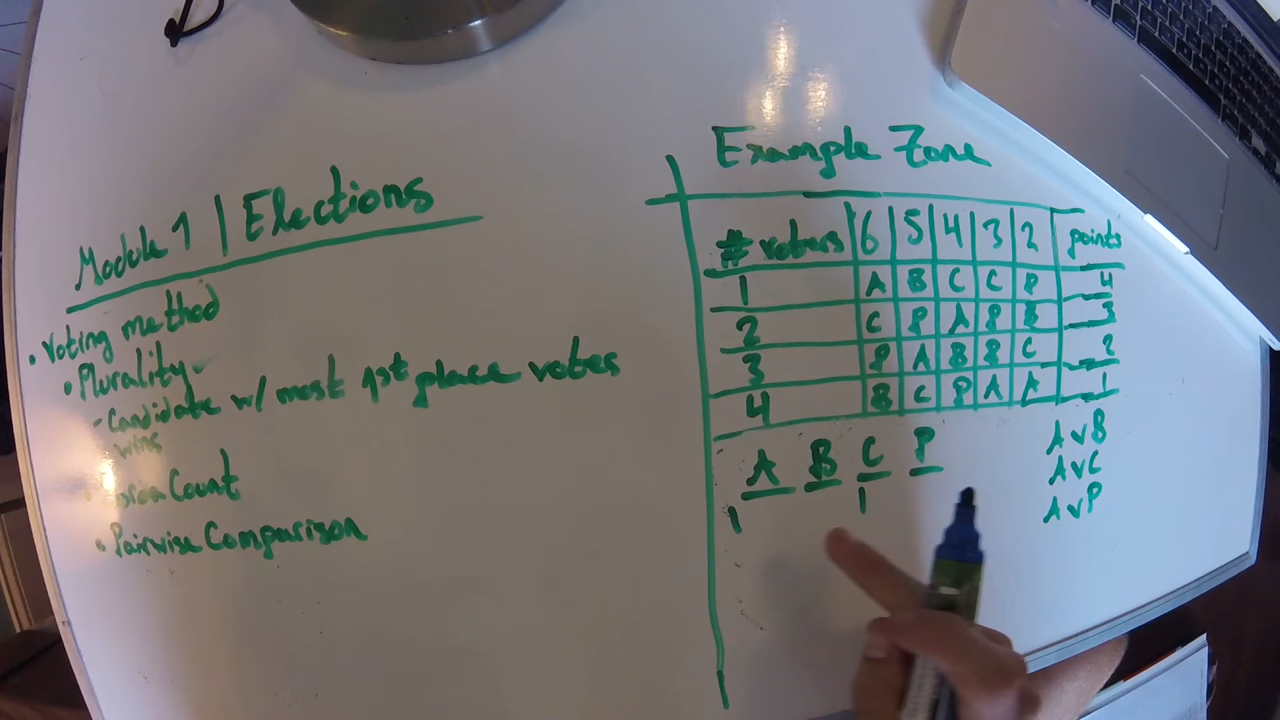 Module 1 | Elections
• Voting method
• Plurality
- Candidate w/ most 1st place votes
wins
Count
• Pairwise Comparison
Example Zone
# voters 6 5 4 3 2 points
1 A B C C P 4
2 C P A P B 3
3 P A B B C 2
4 B C P A A 1
A B C P
1 1
A v B
A v C
A v P